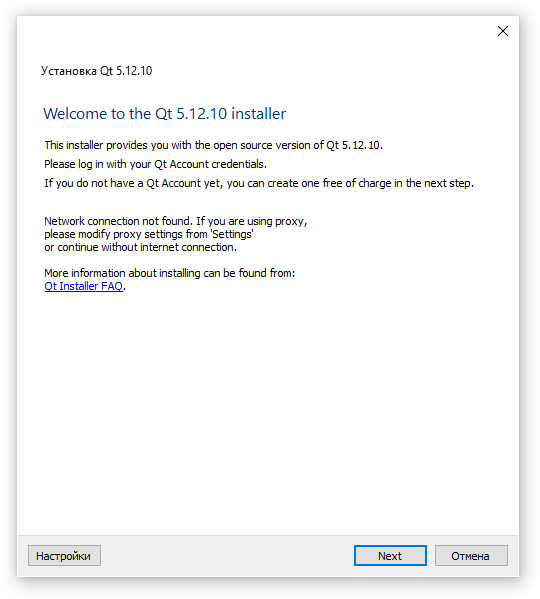 Установка Qt 5.12.10
Welcome to the Qt 5.12.10 installer
This installer provides you with the open source version of Qt 5.12.10.
Please log in with your Qt Account credentials.
If you do not have a Qt Account yet, you can create one free of charge in the next step.
Network connection not found. If you are using proxy,
please modify proxy settings from 'Settings'
or continue without internet connection.
More information about installing can be found from:
Qt Installer FAQ.
Настройки Next Отмена